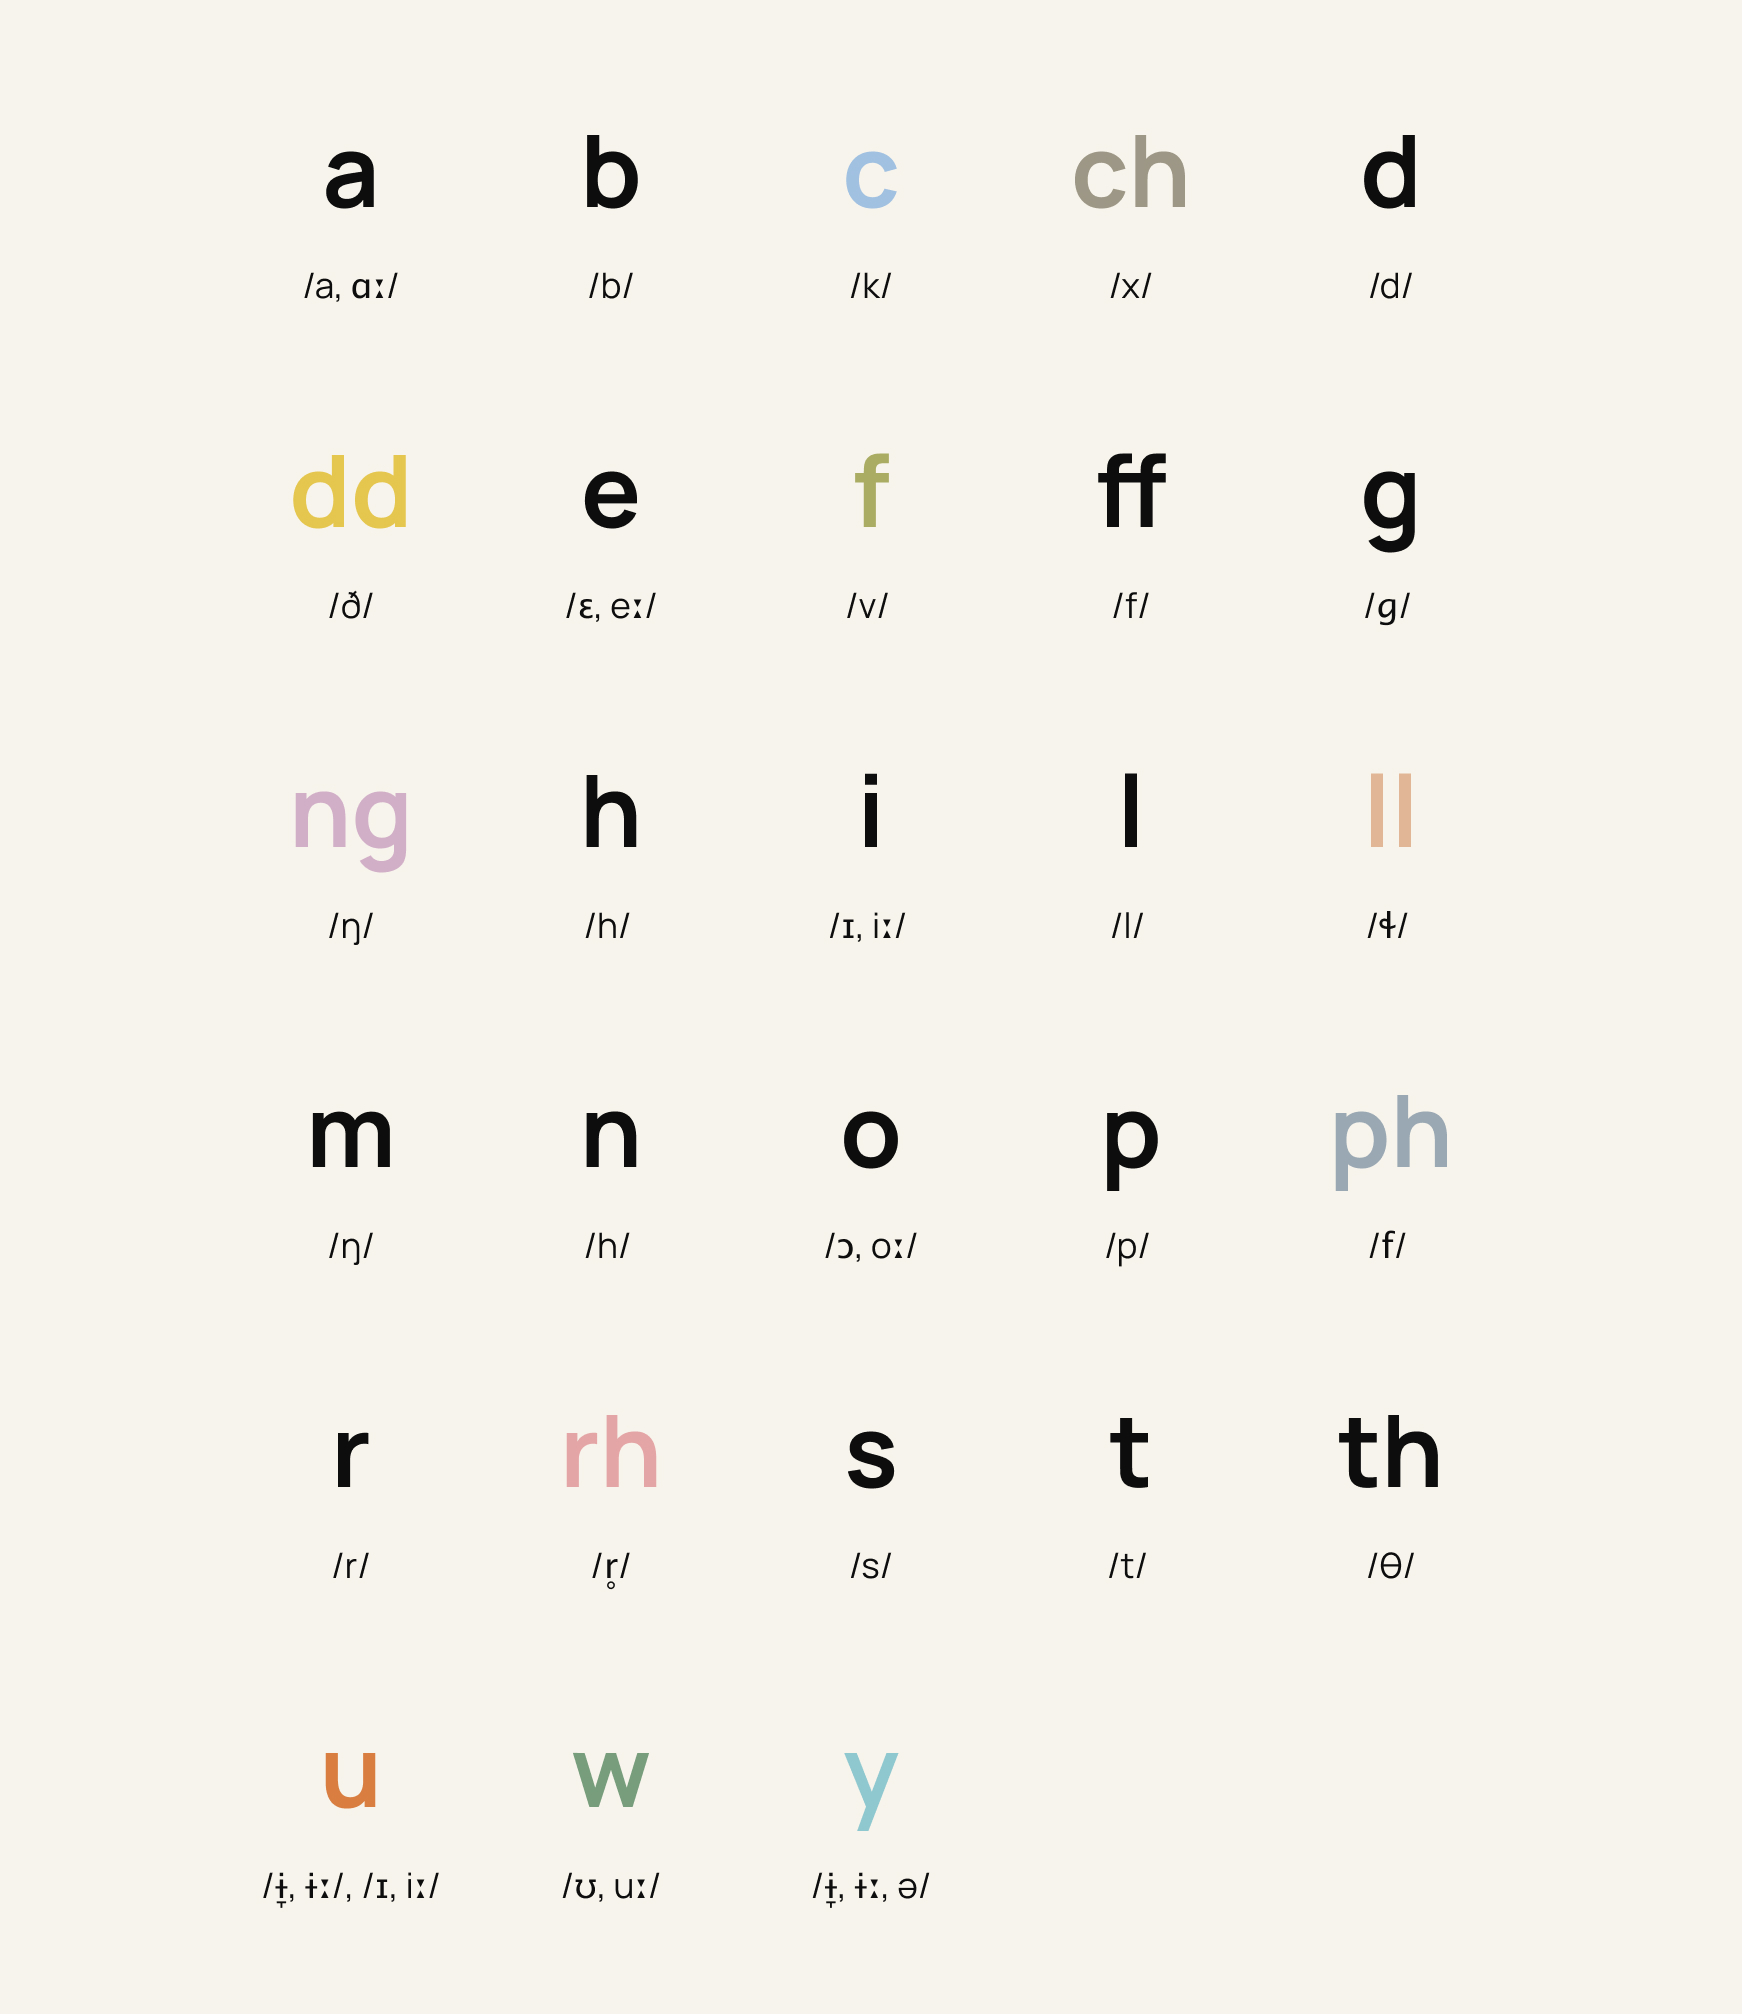 a b c ch d
/a, ɑː/ /b/ /k/ /x/ /d/
dd e f ff g
/ð/ /ɛ, eː/ /v/ /f/ /ɡ/
ng h i l ll
/ŋ/ /h/ /ɪ, iː/ /l/ /ɬ/
m n o p ph
/ŋ/ /h/ /ɔ, oː/ /p/ /f/
r rh s t th
/r/ /r̥/ /s/ /t/ /θ/
u w y
/ɨ̞, ɨː/, /ɪ, iː/ /ʊ, uː/ /ɨ̞, ɨː, ə/